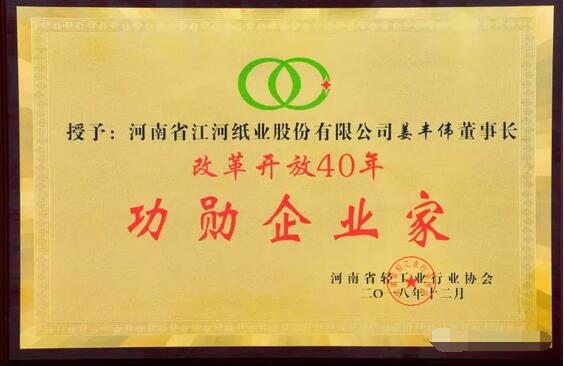 授予：河南省江河纸业股份有限公司姜丰伟董事长
改革开放40年
功勋企业家
河南省轻工业行业协会
二〇一八年十二月